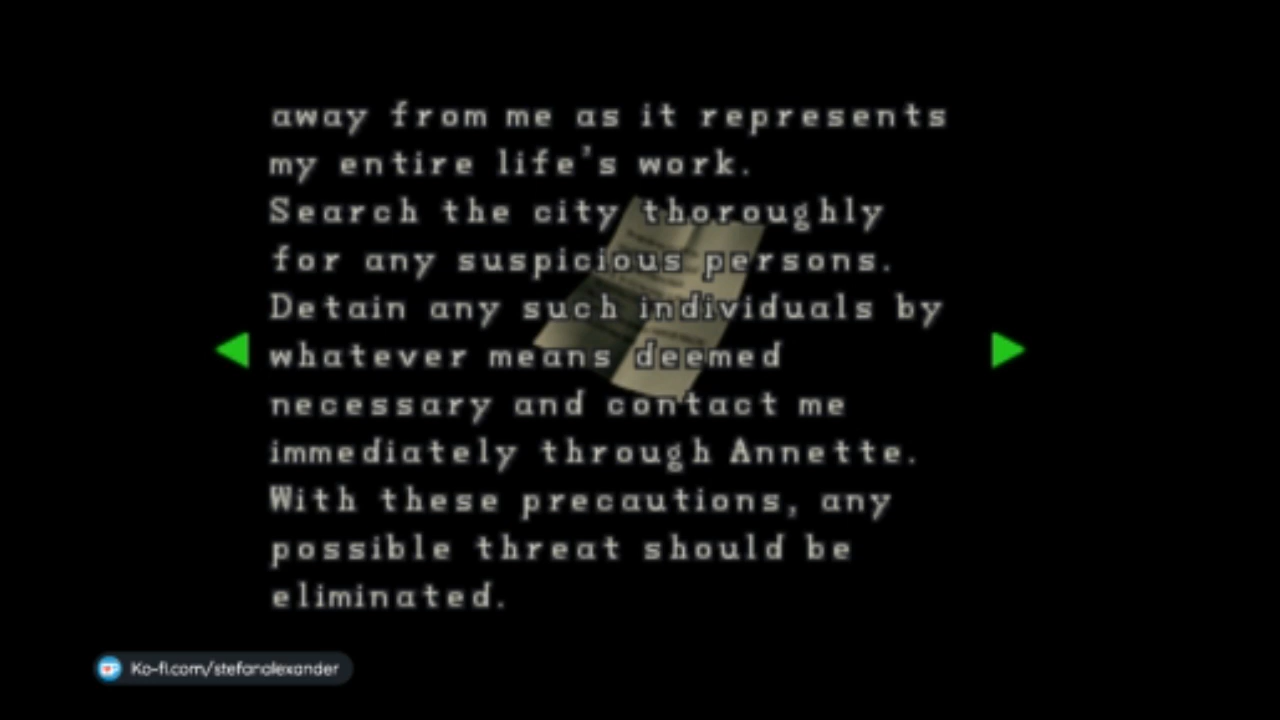 away from me as it represents
my entire life's work.
Search the city thoroughly
for any suspicious persons.
Detain any such individuals by
whatever means deemed
necessary and contact me
immediately through Annette.
With these precautions, any
possible threat should be
eliminated.
Ko-fi.com/stefanalexander